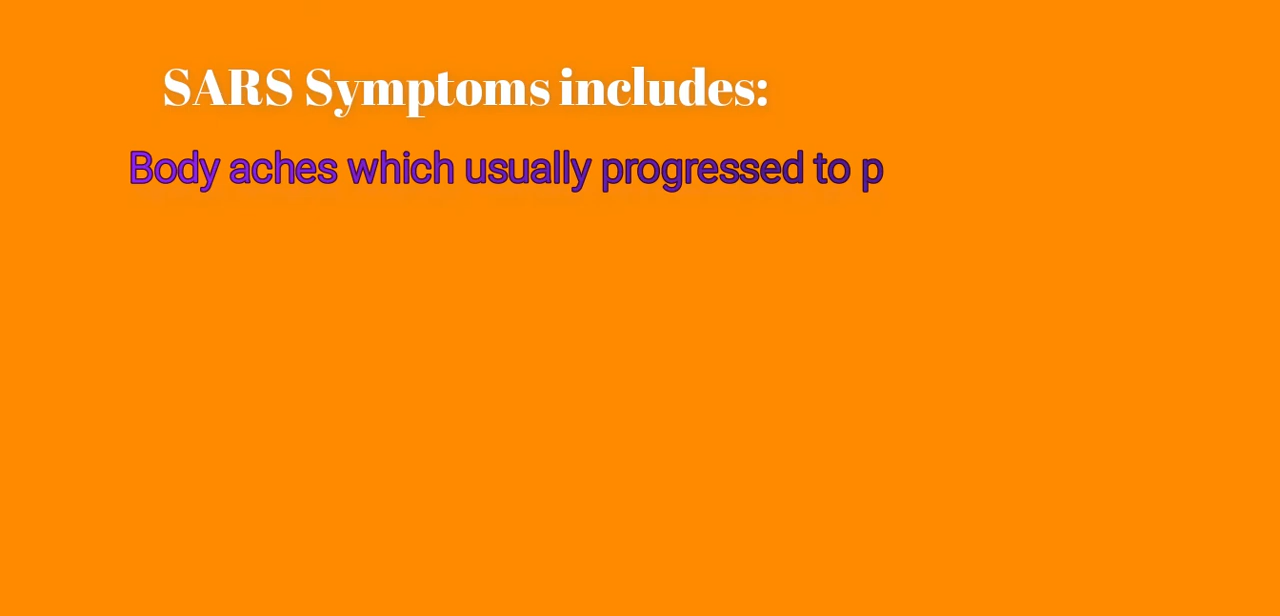 SARS Symptoms includes:
Body aches which usually progressed to p